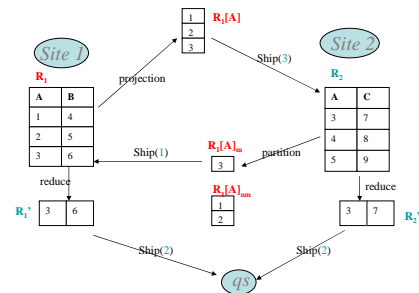 1
R1[A]
2
3
Site 1
Site 2
Ship(3)
R1
R2
projection
A B
1 4
2 5
3 6
A C
3 7
4 8
5 9
R1[A]m
Ship(1)
3
partition
reduce
R1[A]nm
1
2
reduce
R1’
3 6
3 7
R2’
Ship(2)
Ship(2)
qs